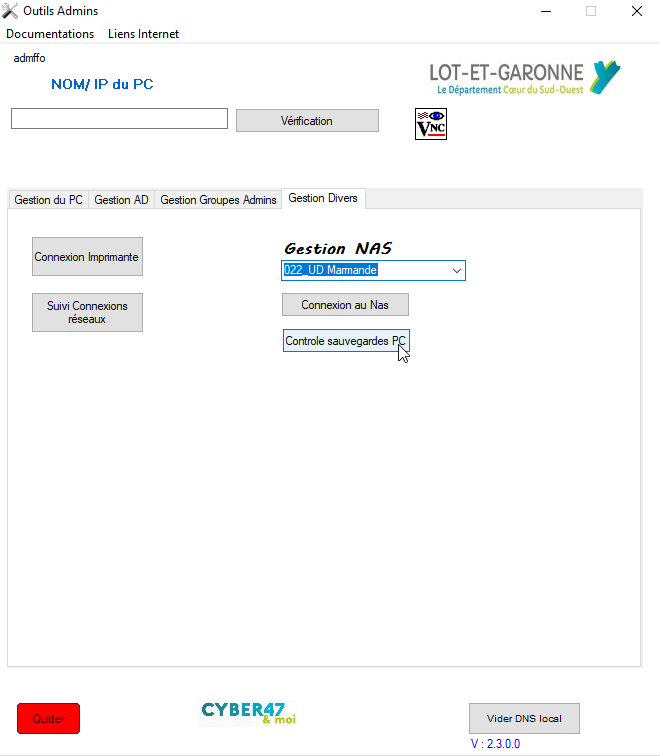 Outils Admins
Documentations Liens Internet
admffo
NOM/ IP du PC
LOT-ET-GARONNE
Le Département Cœur du Sud-Ouest
Vérification
VNC
Gestion du PC Gestion AD Gestion Groupes Admins Gestion Divers
Connexion Imprimante
Gestion NAS
022_UD Marmande
Suivi Connexions
réseaux
Connexion au Nas
Controle sauvegardes PC
Quitter
CYBER47
& moi
Vider DNS local
V : 2.3.0.0